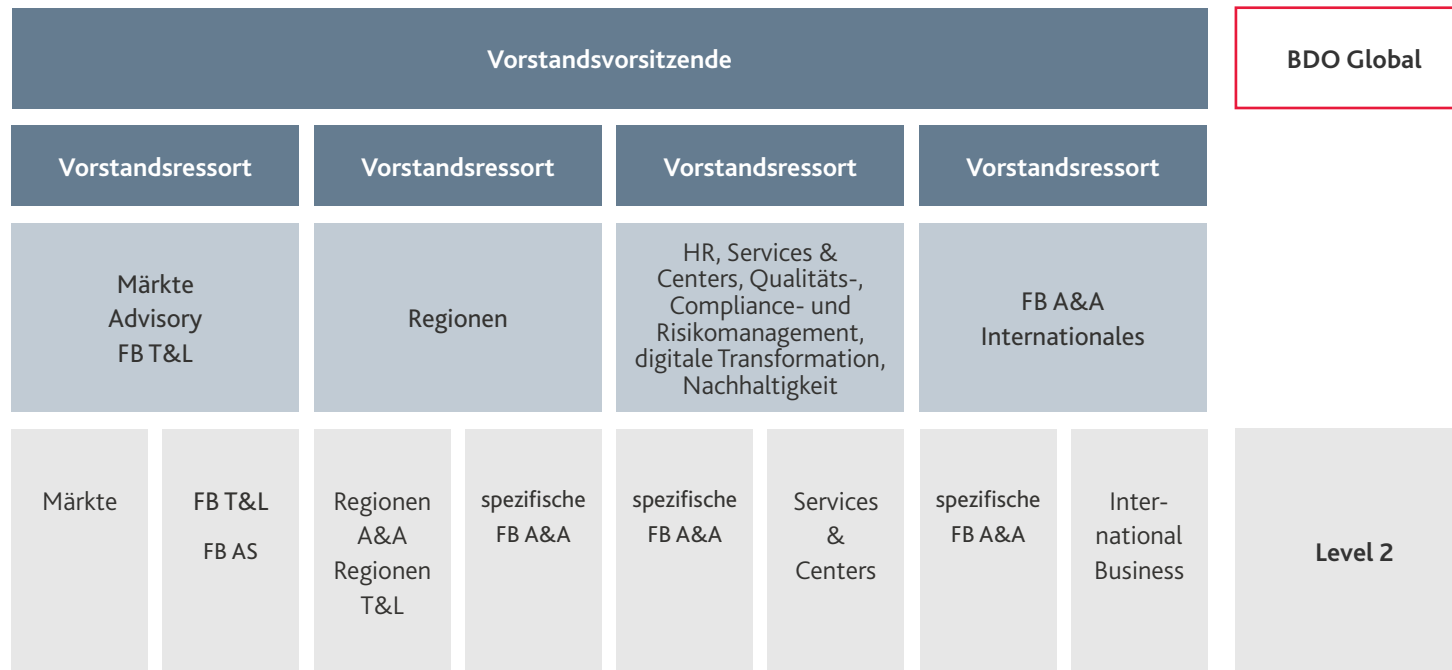 Vorstandsvorsitzende
BDO Global
Vorstandsressort
Vorstandsressort
Vorstandsressort
Vorstandsressort
Märkte
Advisory
FB T&L
Regionen
HR, Services &
Centers, Qualitäts-,
Compliance- und
Risikomanagement,
digitale Transformation,
Nachhaltigkeit
FB A&A
Internationales
Märkte
FB T&L
FB AS
Regionen
A&A
Regionen
T&L
spezifische
FB A&A
spezifische
FB A&A
Services
&
Centers
spezifische
FB A&A
Inter-
national
Business
Level 2